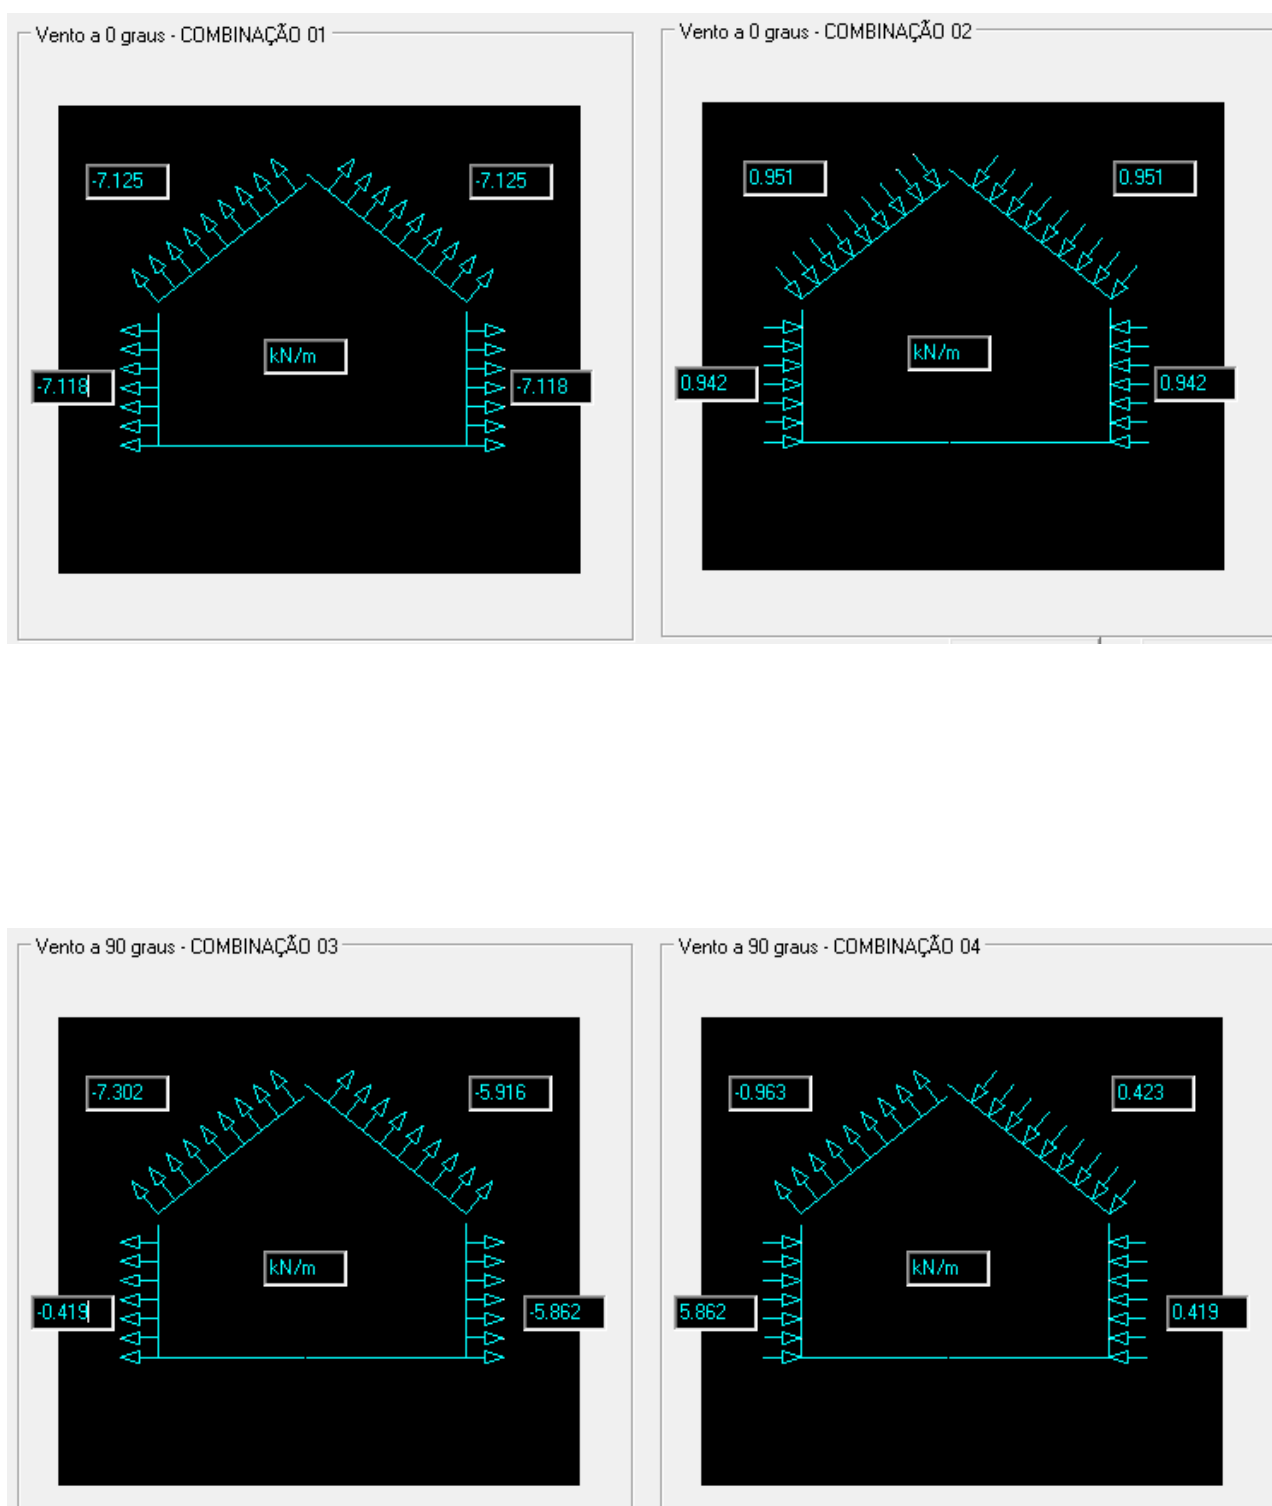 Vento a 0 graus - COMBINAÇÃO 01
-7.125
-7.125
kN/m
-7.118
-7.118
Vento a 0 graus - COMBINAÇÃO 02
0.951
0.951
kN/m
0.942
0.942
Vento a 90 graus - COMBINAÇÃO 03
-7.302
-5.916
kN/m
-0.419
-5.862
Vento a 90 graus - COMBINAÇÃO 04
-0.963
0.423
kN/m
5.862
0.419